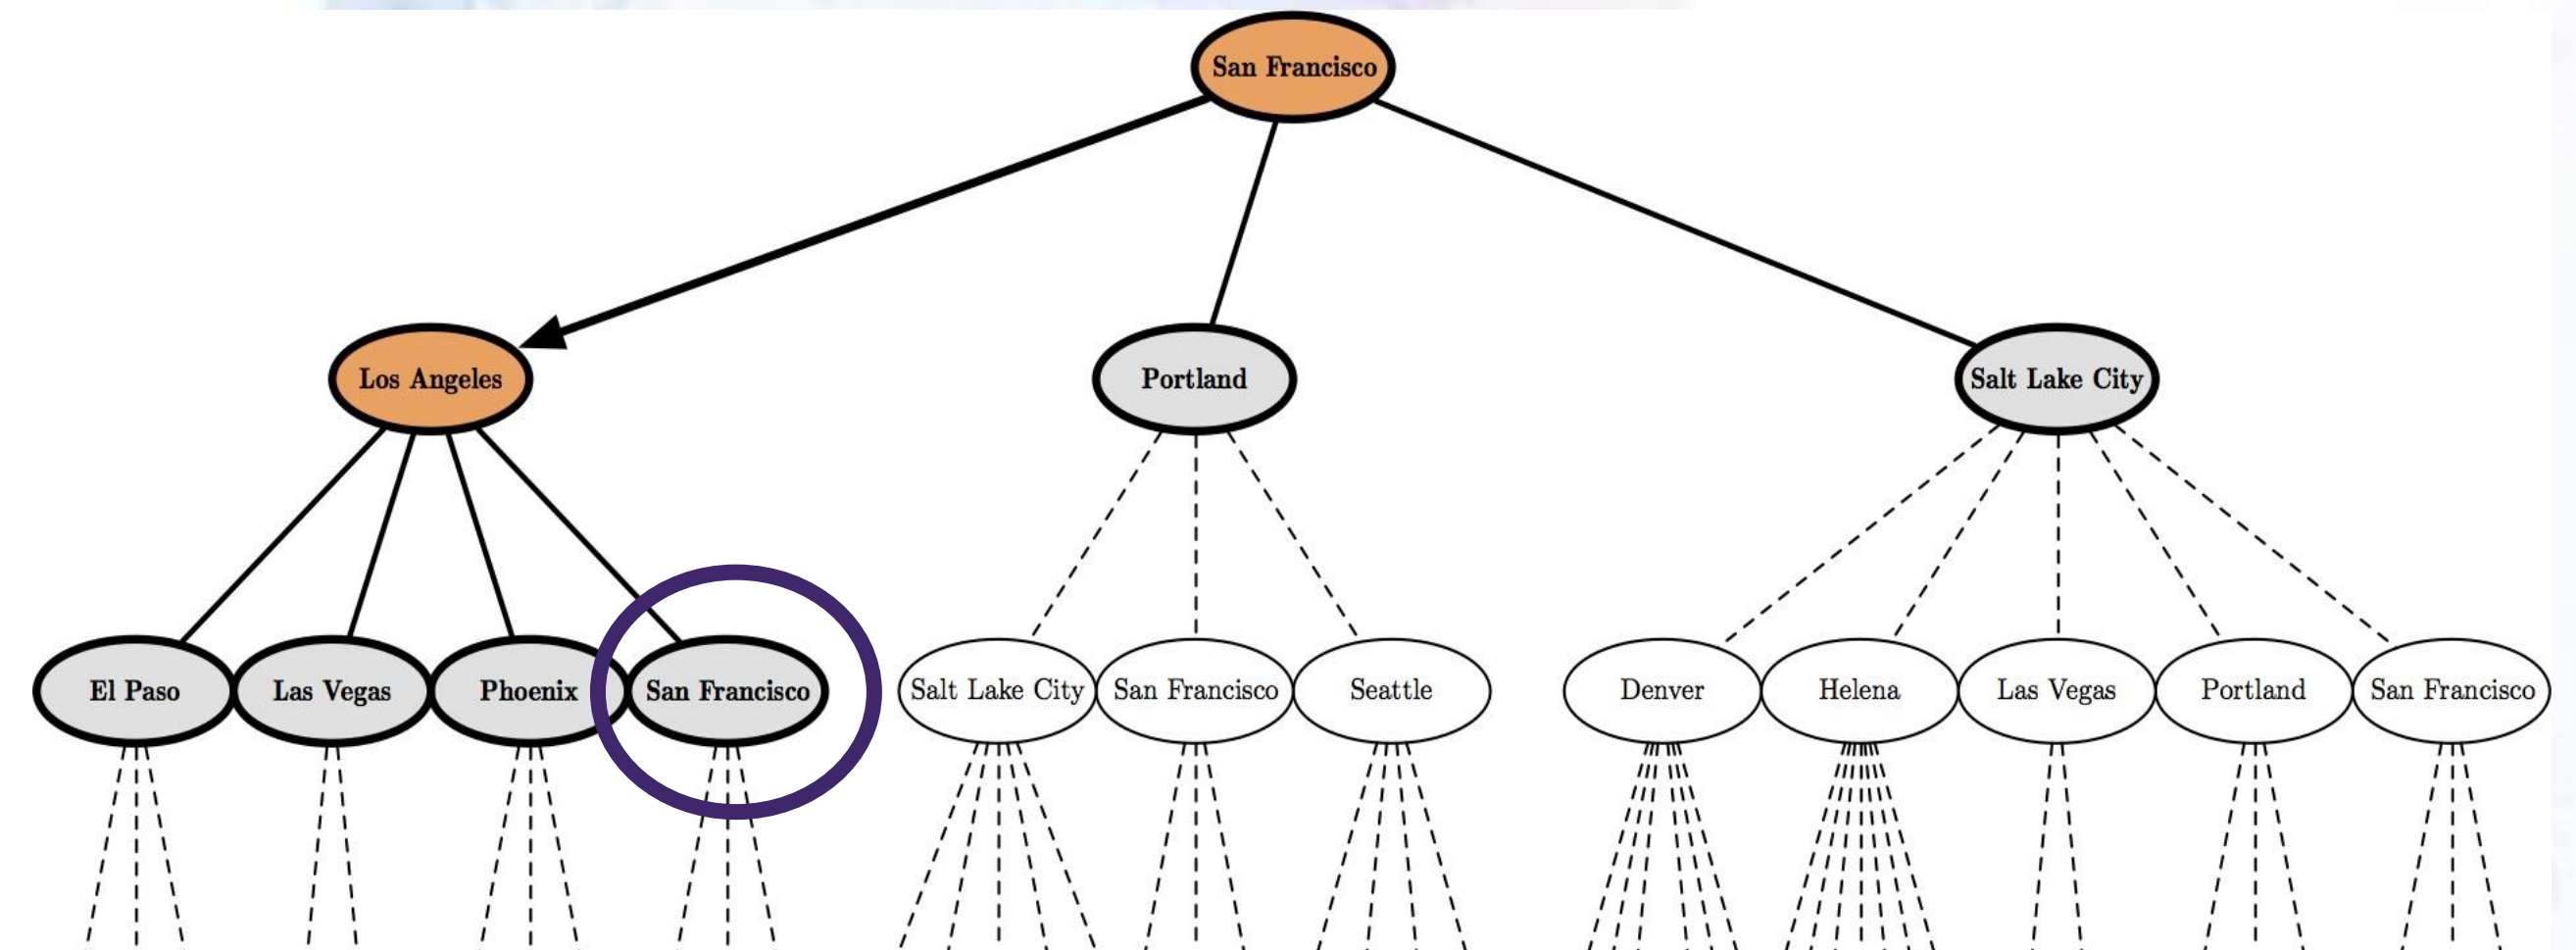 San Francisco
Los Angeles
Portland
Salt Lake City
El Paso
Las Vegas
Phoenix
San Francisco
Salt Lake City
San Francisco
Seattle
Denver
Helena
Las Vegas
Portland
San Francisco